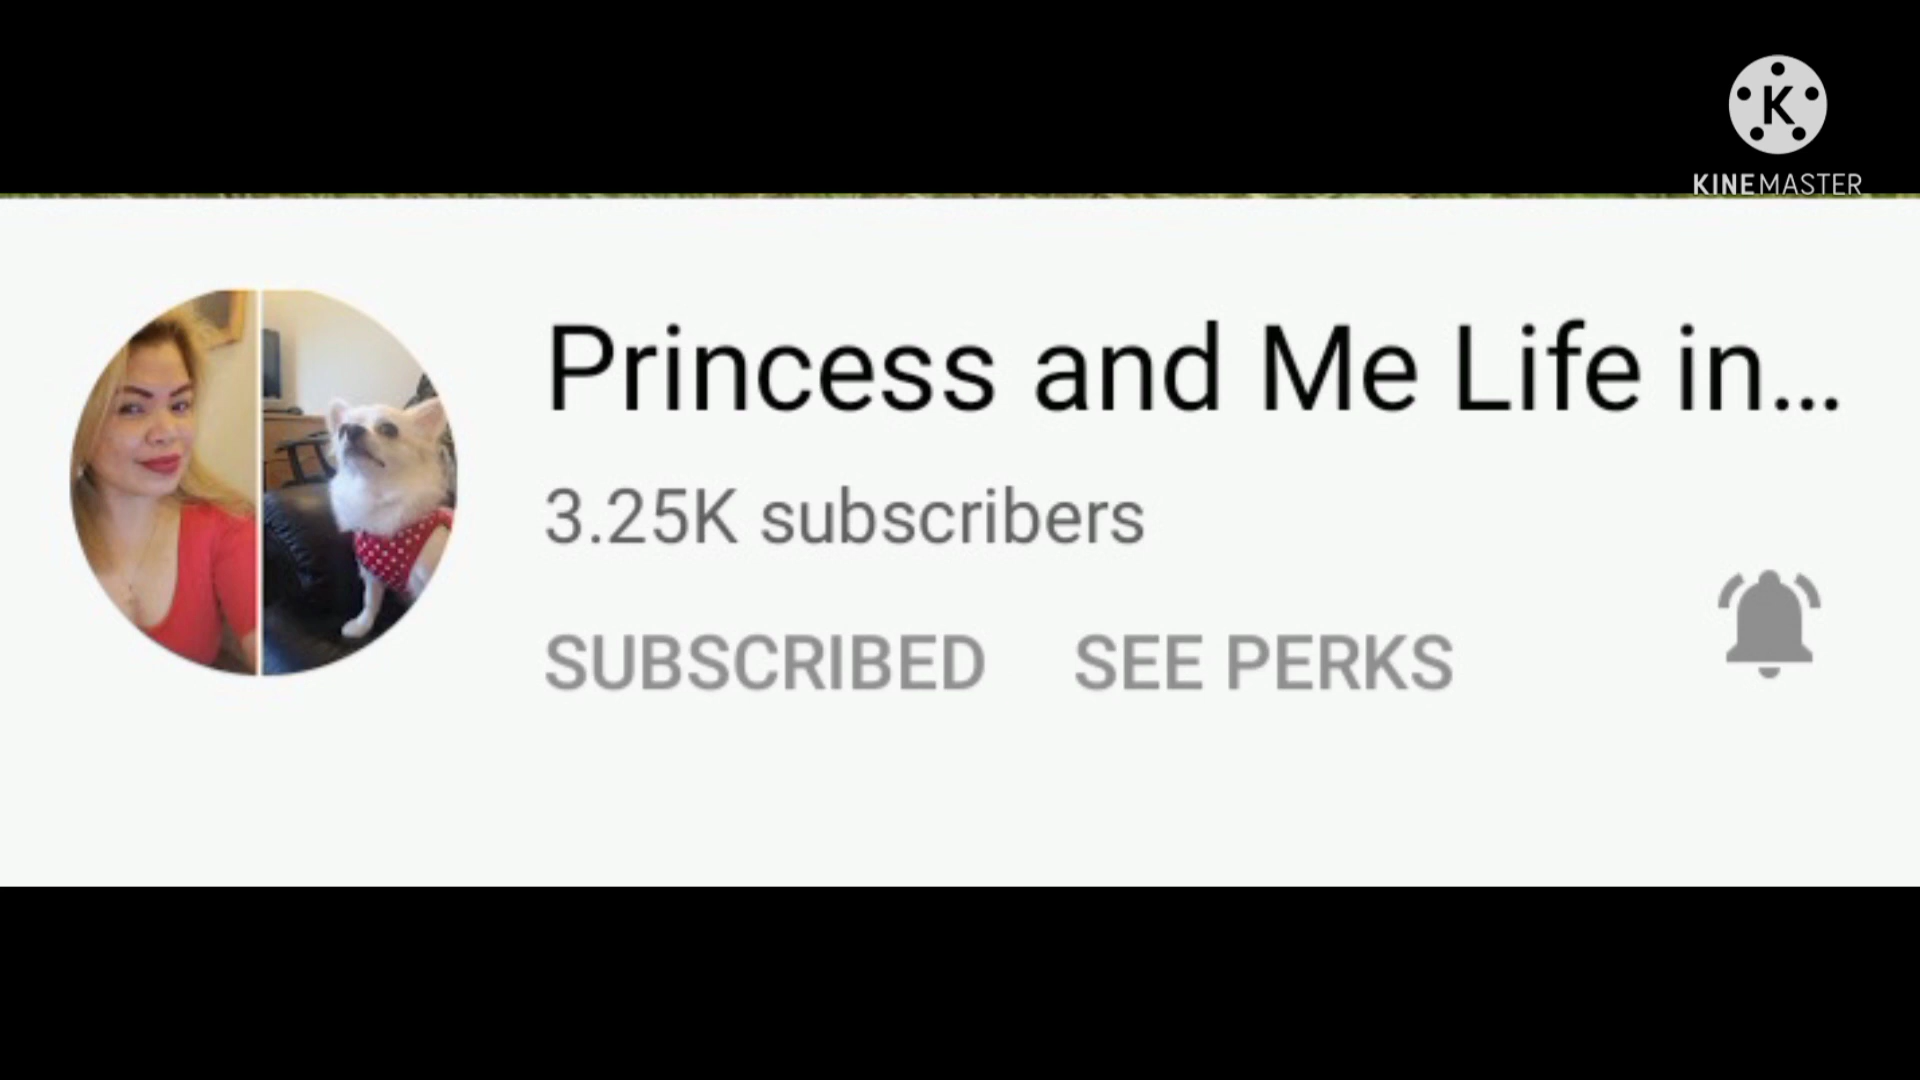 K
KINEMASTER
Princess and Me Life in...
3.25K subscribers
SUBSCRIBED SEE PERKS